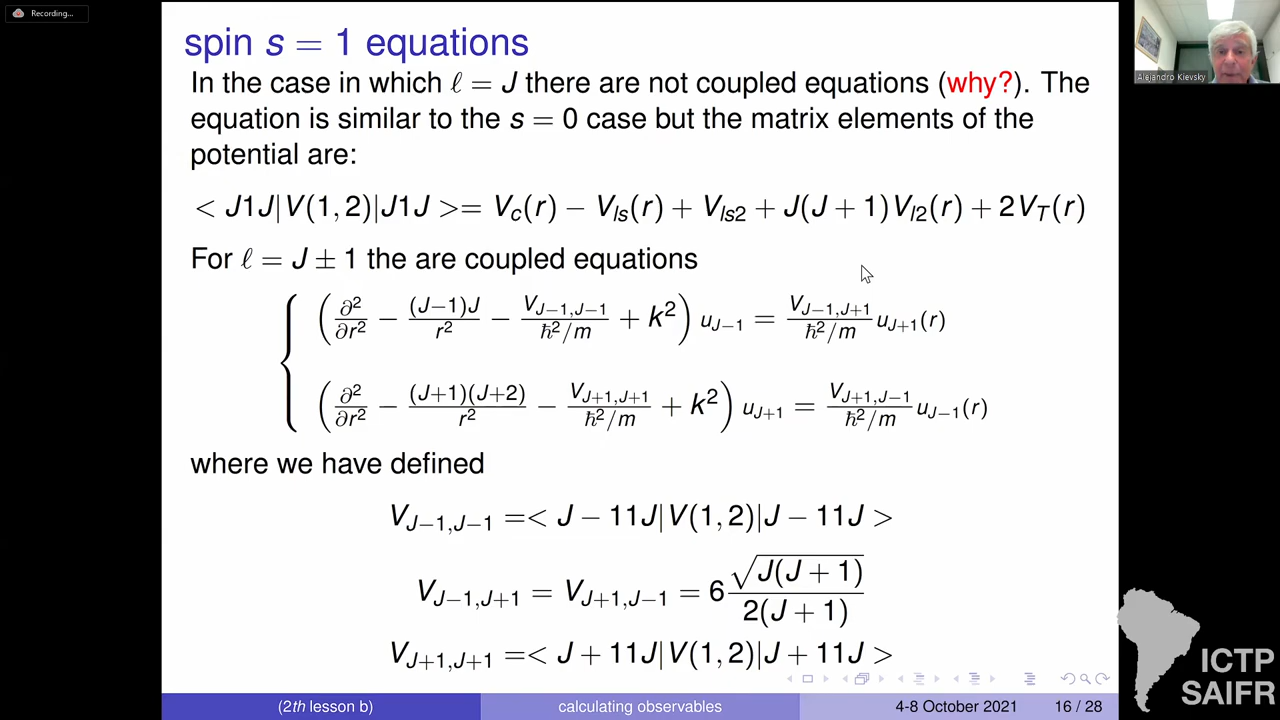 Recording...
spin s = 1 equations
In the case in which ℓ = J there are not coupled equations (why?). The
equation is similar to the s = 0 case but the matrix elements of the
potential are:
< J1J|V(1, 2)|J1J >= V_c(r) − V_{ls}(r) + V_{ls2} + J(J + 1)V_{l2}(r) + 2V_T(r)
For ℓ = J ± 1 the are coupled equations
( ∂²/∂r² − (J−1)J/r² − V_{J−1,J−1}/(ℏ²/m) + k² ) u_{J−1} = V_{J−1,J+1}/(ℏ²/m) u_{J+1}(r)
( ∂²/∂r² − (J+1)(J+2)/r² − V_{J+1,J+1}/(ℏ²/m) + k² ) u_{J+1} = V_{J+1,J−1}/(ℏ²/m) u_{J−1}(r)
where we have defined
V_{J−1,J−1} =< J − 11J|V(1, 2)|J − 11J >
V_{J−1,J+1} = V_{J+1,J−1} = 6 √(J(J + 1))/2(J + 1)
V_{J+1,J+1} =< J + 11J|V(1, 2)|J + 11J >
(2th lesson b) calculating observables 4-8 October 2021 16 / 28
Alejandro Kievsky
ICTP
SAIFR